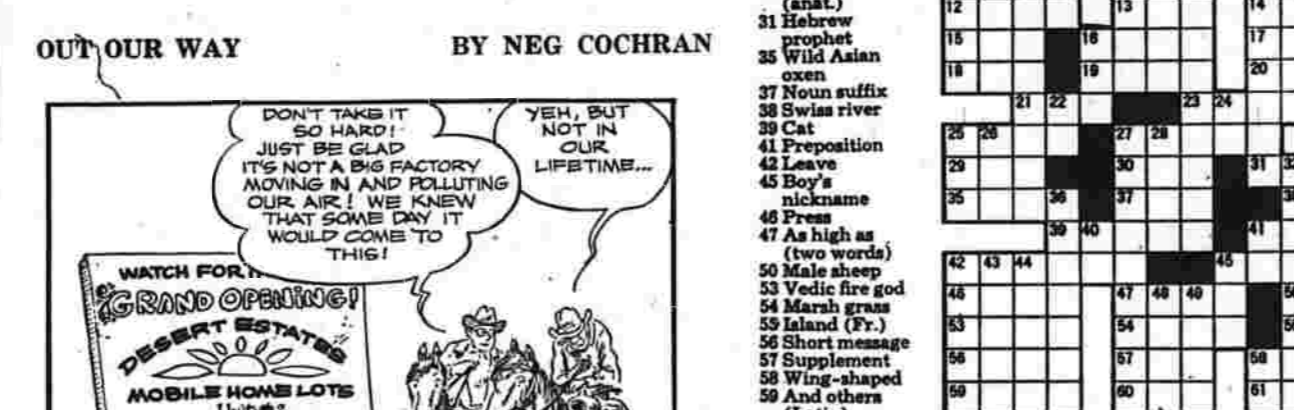 OUT OUR WAY
BY NEG COCHRAN
DON'T TAKE IT
SO HARD!
JUST BE GLAD
IT'S NOT A BIG FACTORY
MOVING IN AND POLLUTING
OUR AIR! WE KNEW
THAT SOME DAY IT
WOULD COME TO
THIS!
YEH, BUT
NOT IN
OUR
LIFETIME...
WATCH FOR
GRAND OPENING!
DESERT ESTATES
MOBILE HOME LOTS
(anat.)
31 Hebrew
prophet
35 Wild Asian
oxen
37 Noun suffix
38 Swiss river
39 Cat
41 Preposition
42 Leave
45 Boy's
nickname
46 Press
47 As high as
(two words)
50 Male sheep
53 Vedic fire god
54 Marsh grass
55 Island (Fr.)
56 Short message
57 Supplement
58 Wing-shaped
59 And others
12 13 14
15 16 17
18 19 20
21 22 23 24
25 26 27 28
29 30 31
35 36 37
39 40 41
42 43 44 45
46 47 48 49
53 54
56 57 58
59 60 61